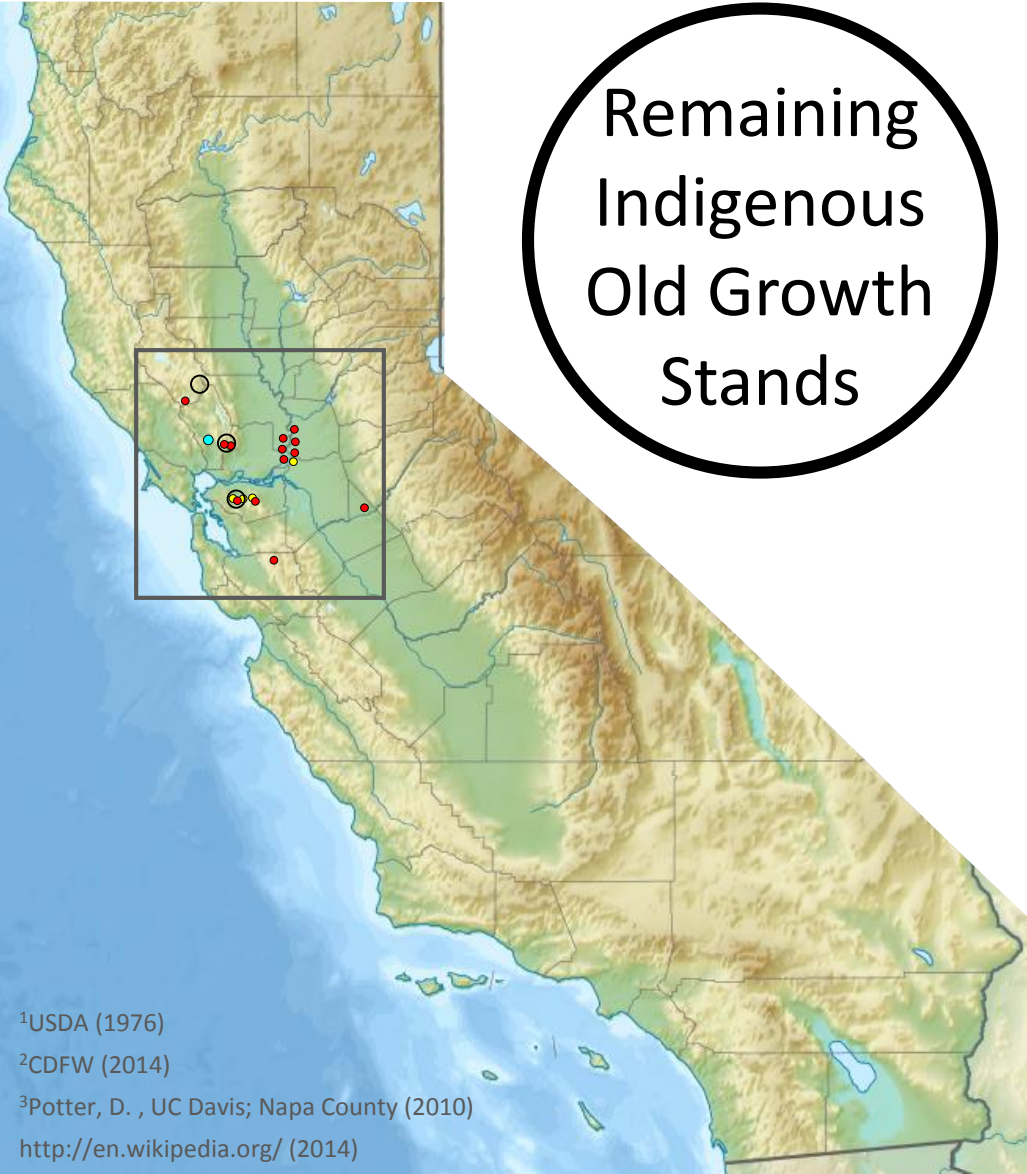 Remaining
Indigenous
Old Growth
Stands
¹USDA (1976)
²CDFW (2014)
³Potter, D. , UC Davis; Napa County (2010)
http://en.wikipedia.org/ (2014)